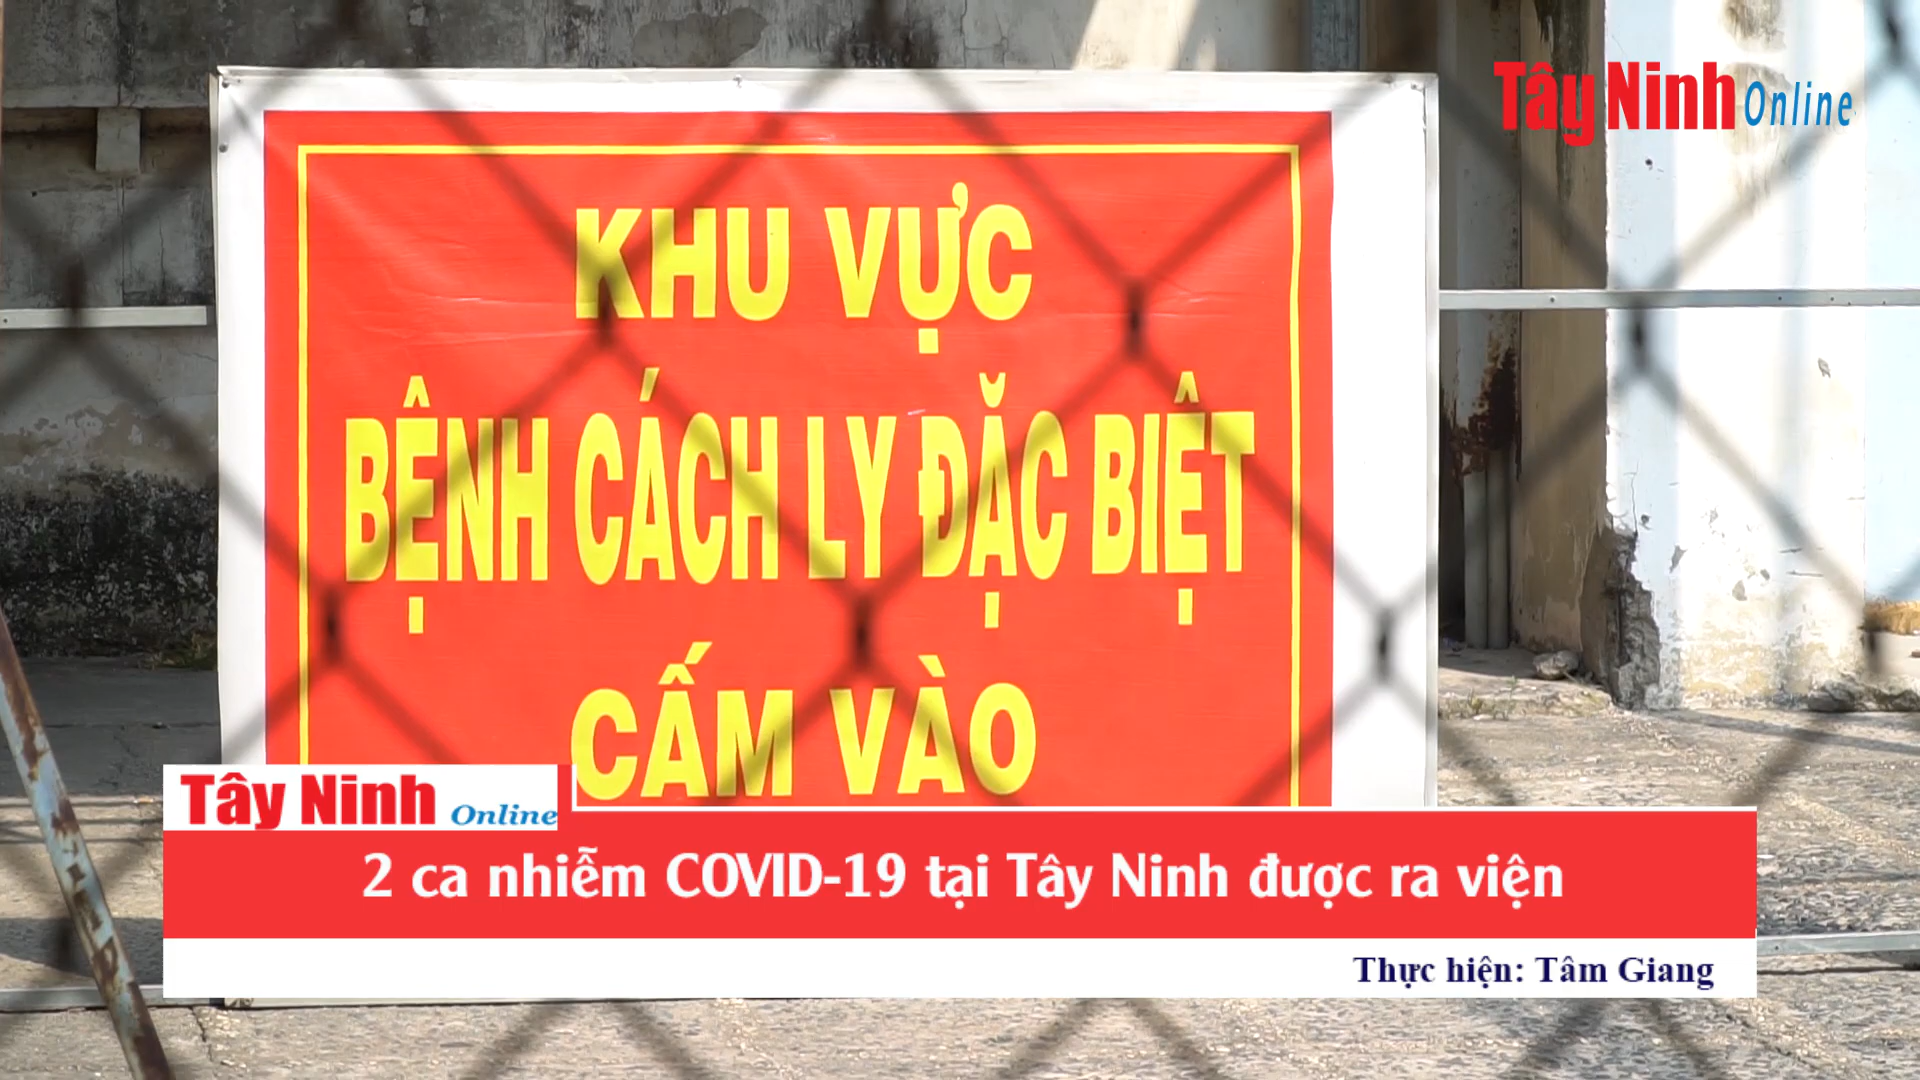 Tây Ninh Online
KHU VỰC
BỆNH CÁCH LY ĐẶC BIỆT
CẤM VÀO
Tây Ninh Online
2 ca nhiễm COVID-19 tại Tây Ninh được ra viện
Thực hiện: Tâm Giang